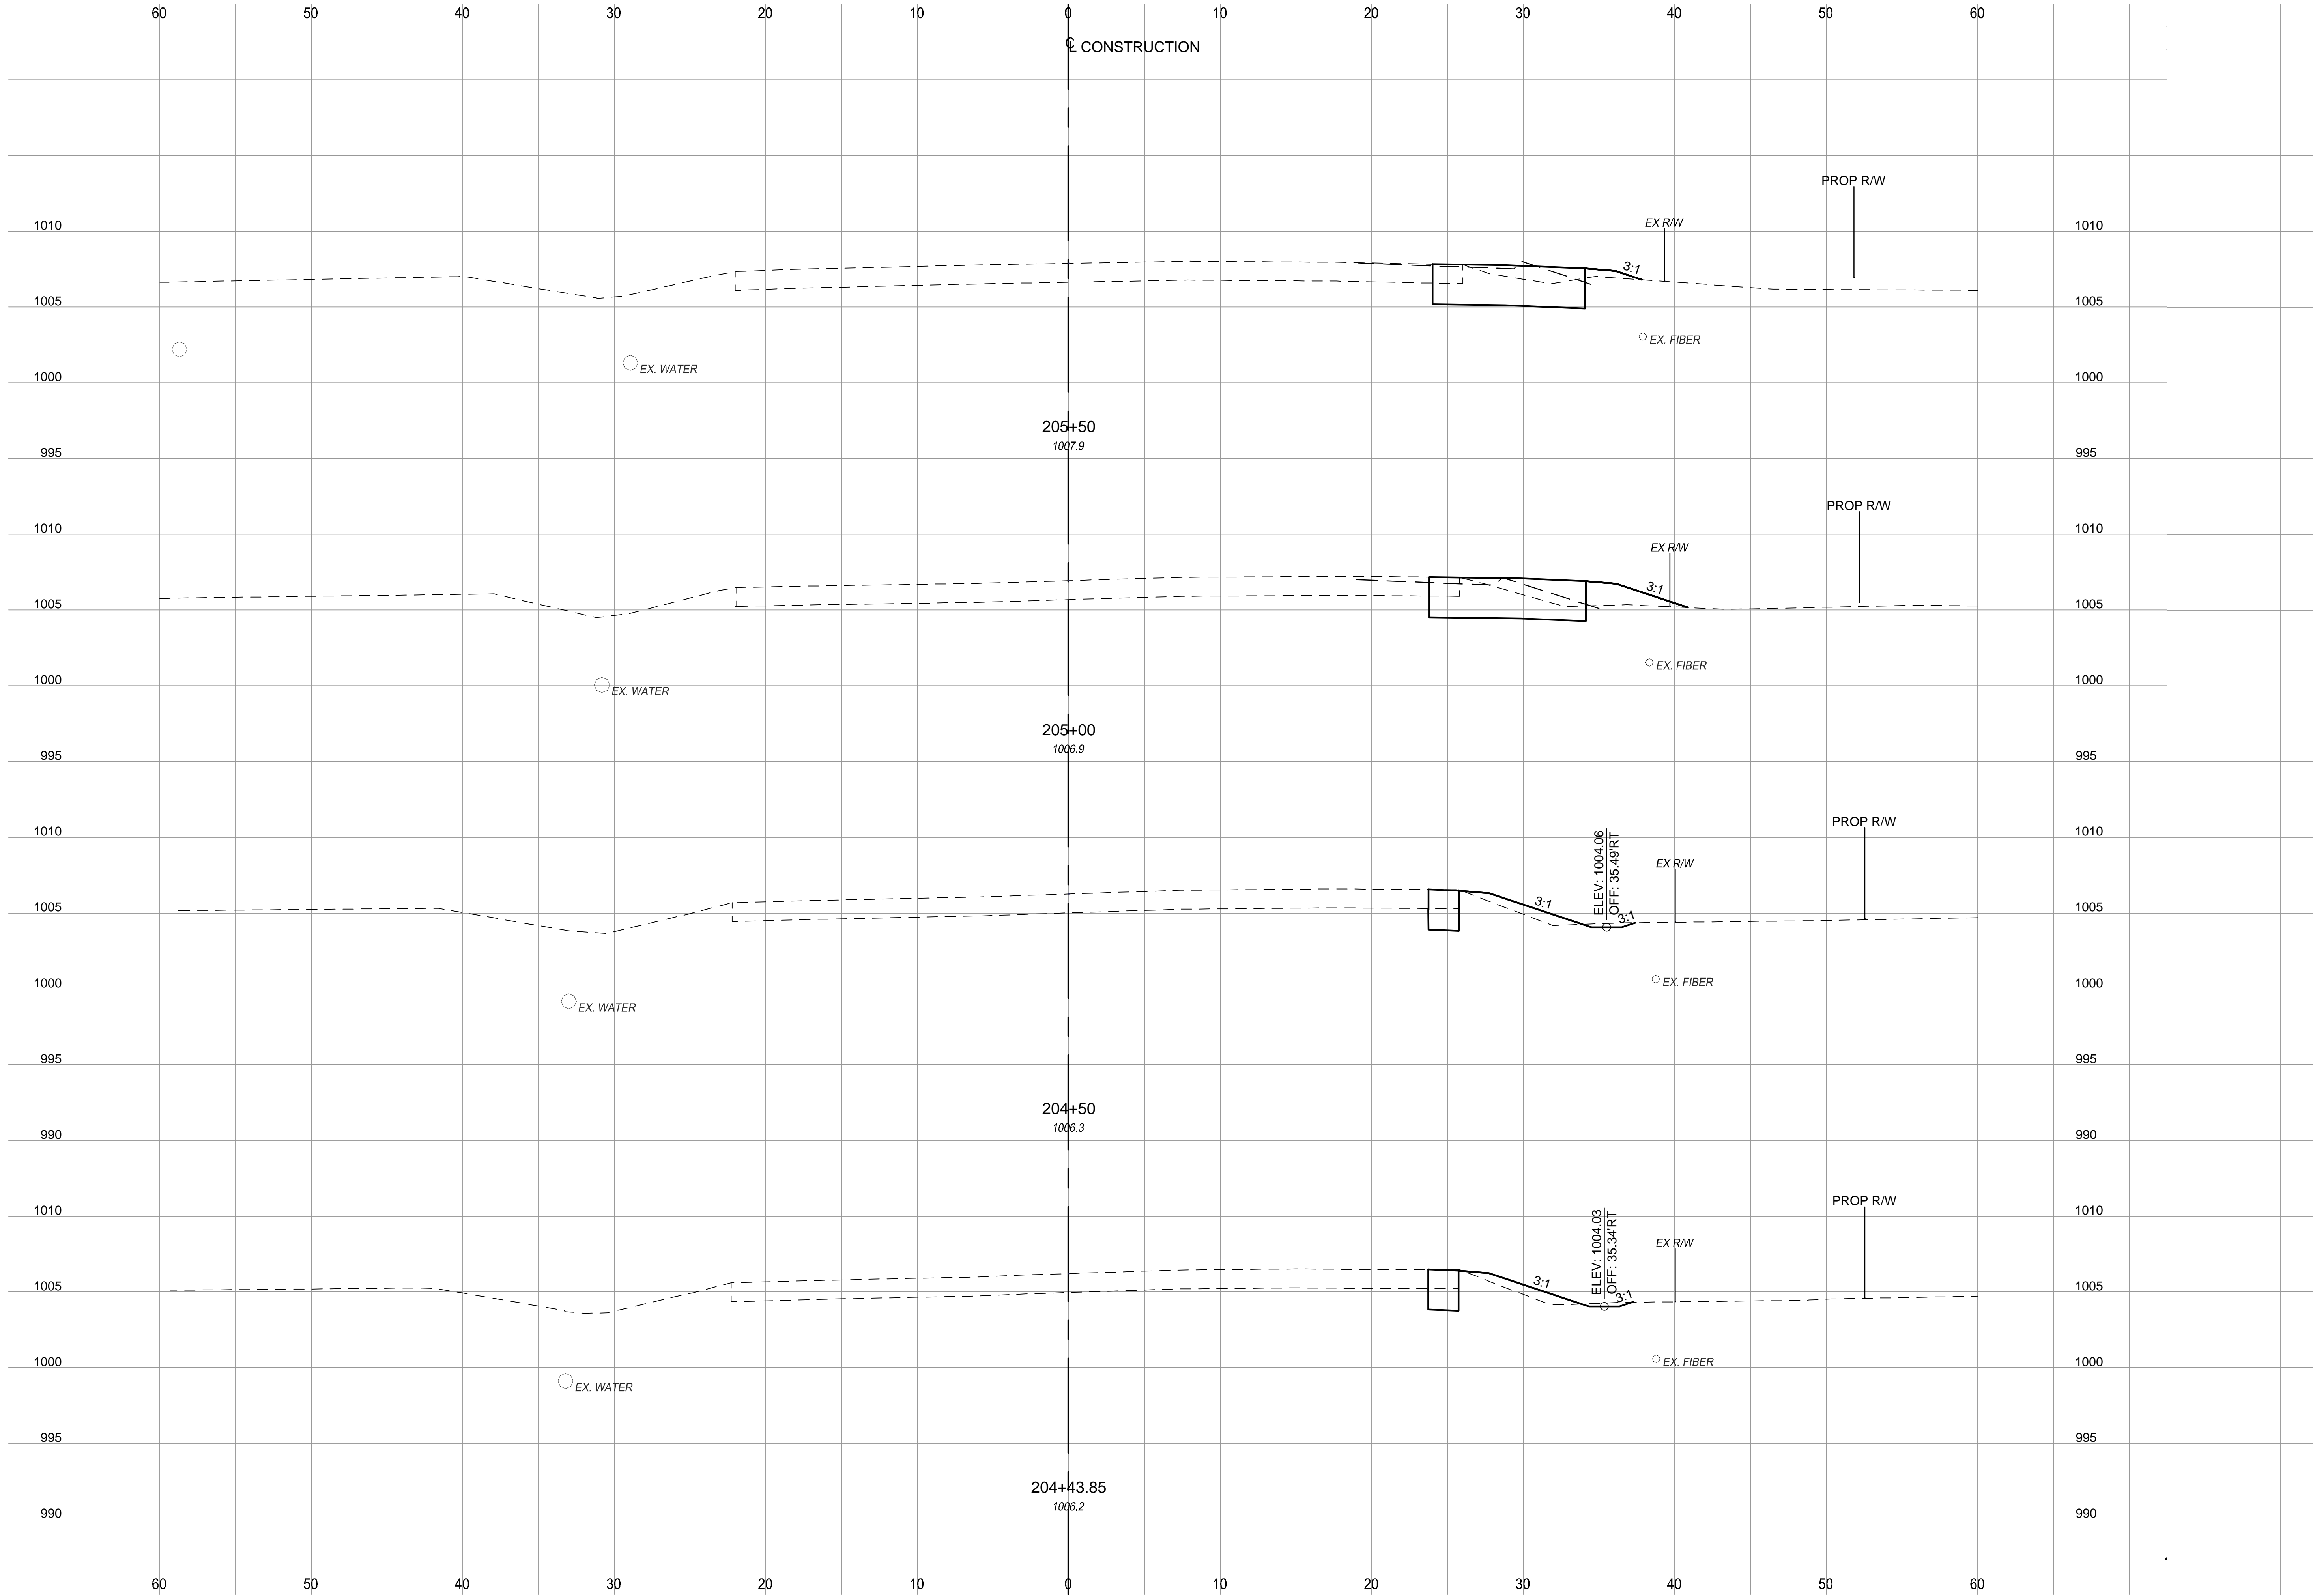 60 50 40 30 20 10 0 10 20 30 40 50 60
℄ CONSTRUCTION
PROP R/W
EX R/W
1010 1010
3:1
1005 1005
EX. FIBER
EX. WATER
1000 1000
205+50
1007.9
995 995
PROP R/W
1010 1010
EX R/W
3:1
1005 1005
EX. FIBER
1000 1000
EX. WATER
205+00
1006.9
995 995
PROP R/W
1010 1010
ELEV: 1004.06
OFF: 35.49'RT
EX R/W
3:1
1005 1005
3:1
1000 1000
EX. FIBER
EX. WATER
995 995
204+50
1006.3
990 990
PROP R/W
1010 1010
ELEV: 1004.03
OFF: 35.34'RT
EX R/W
3:1
1005 1005
3:1
1000 1000
EX. FIBER
EX. WATER
995 995
204+43.85
1006.2
990 990
60 50 40 30 20 10 0 10 20 30 40 50 60